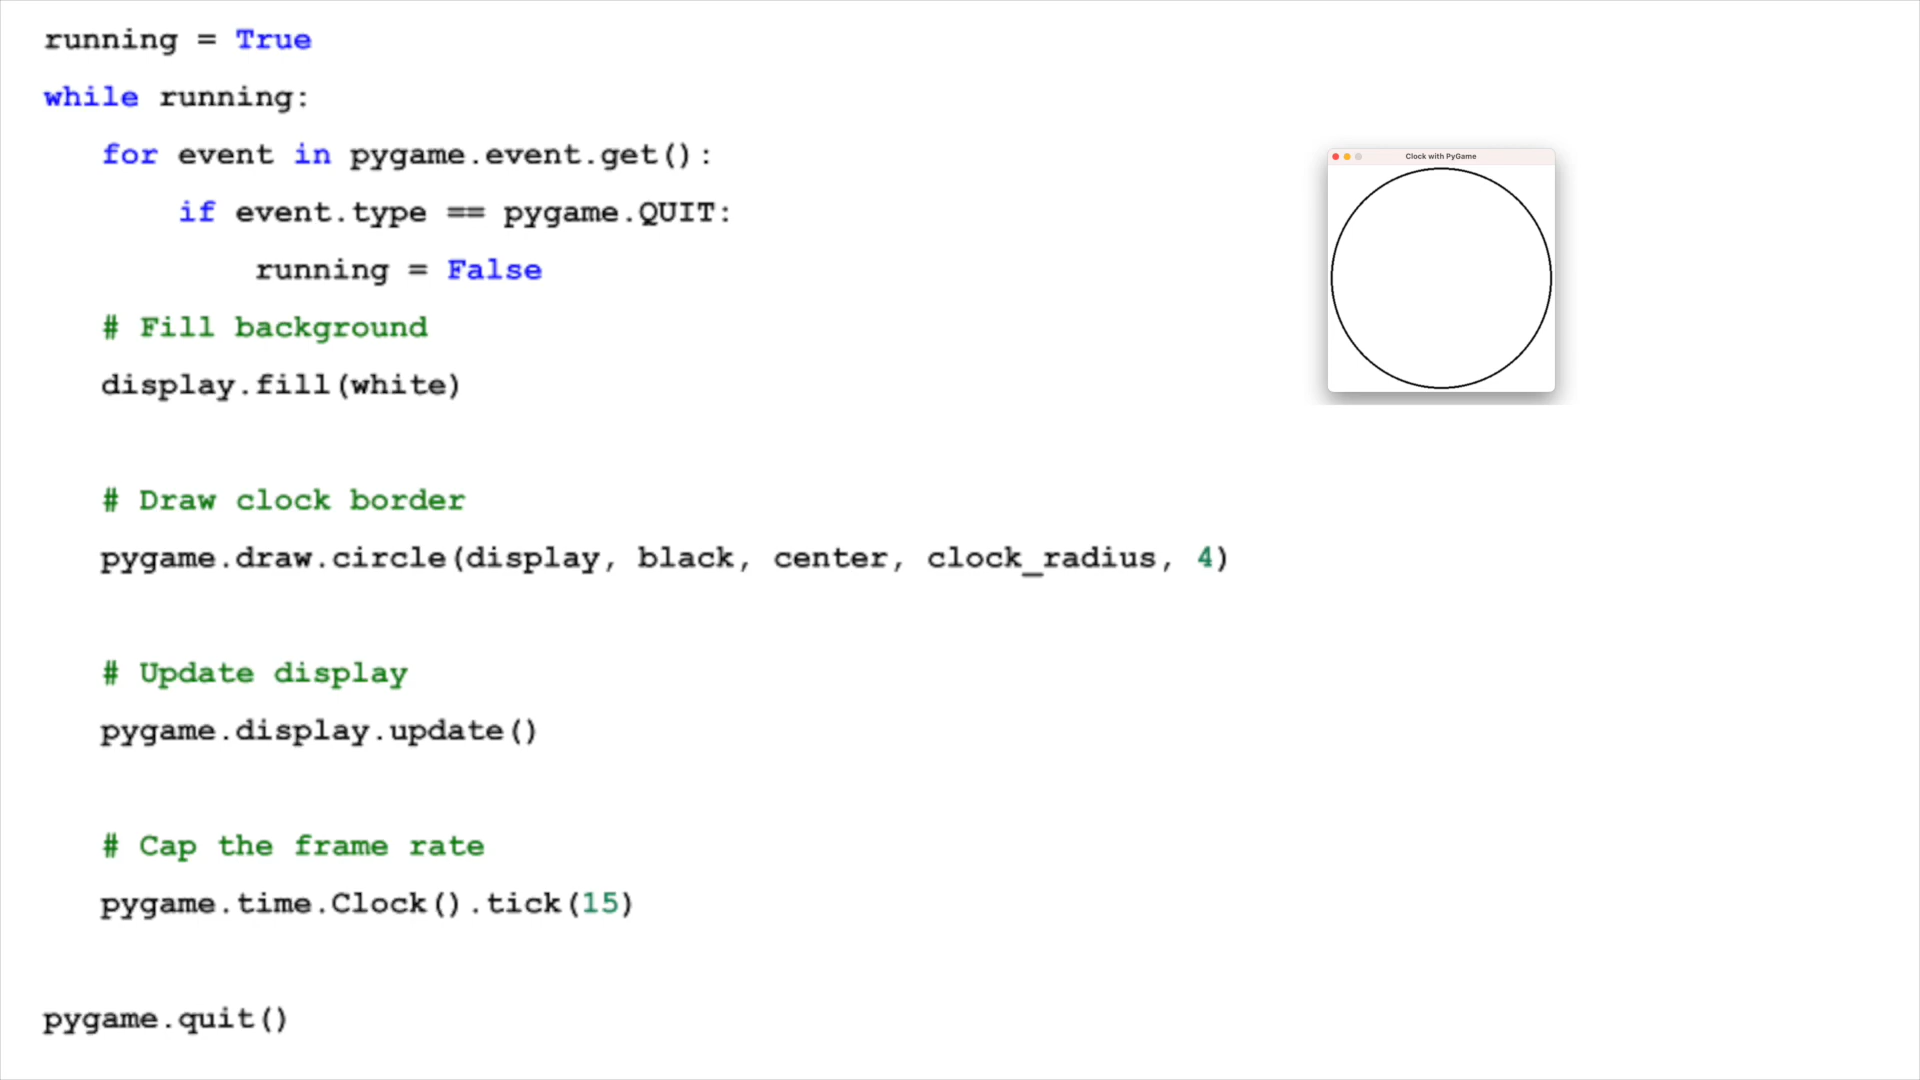 running = True
while running:
for event in pygame.event.get():
if event.type == pygame.QUIT:
running = False
# Fill background
display.fill(white)
# Draw clock border
pygame.draw.circle(display, black, center, clock_radius, 4)
# Update display
pygame.display.update()
# Cap the frame rate
pygame.time.Clock().tick(15)
pygame.quit()
Clock with PyGame